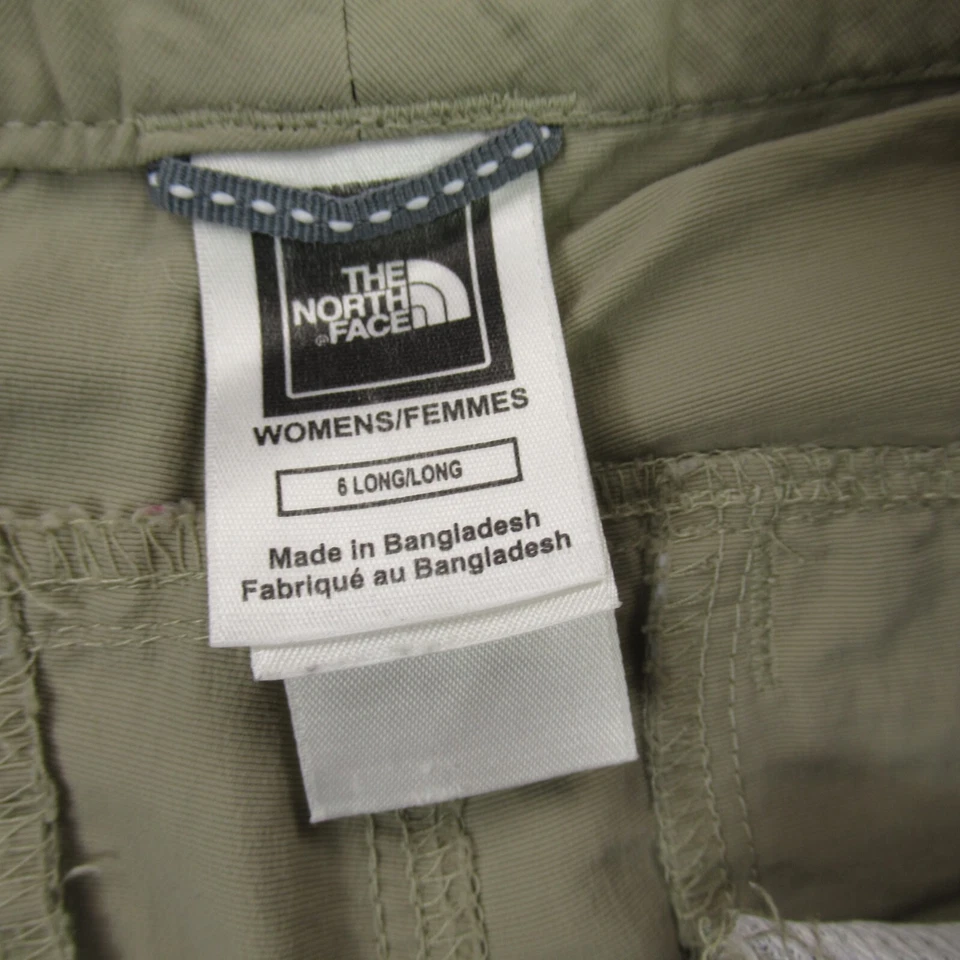 THE
NORTH
®FACE
WOMENS/FEMMES
6 LONG/LONG
Made in Bangladesh
Fabriqué au Bangladesh